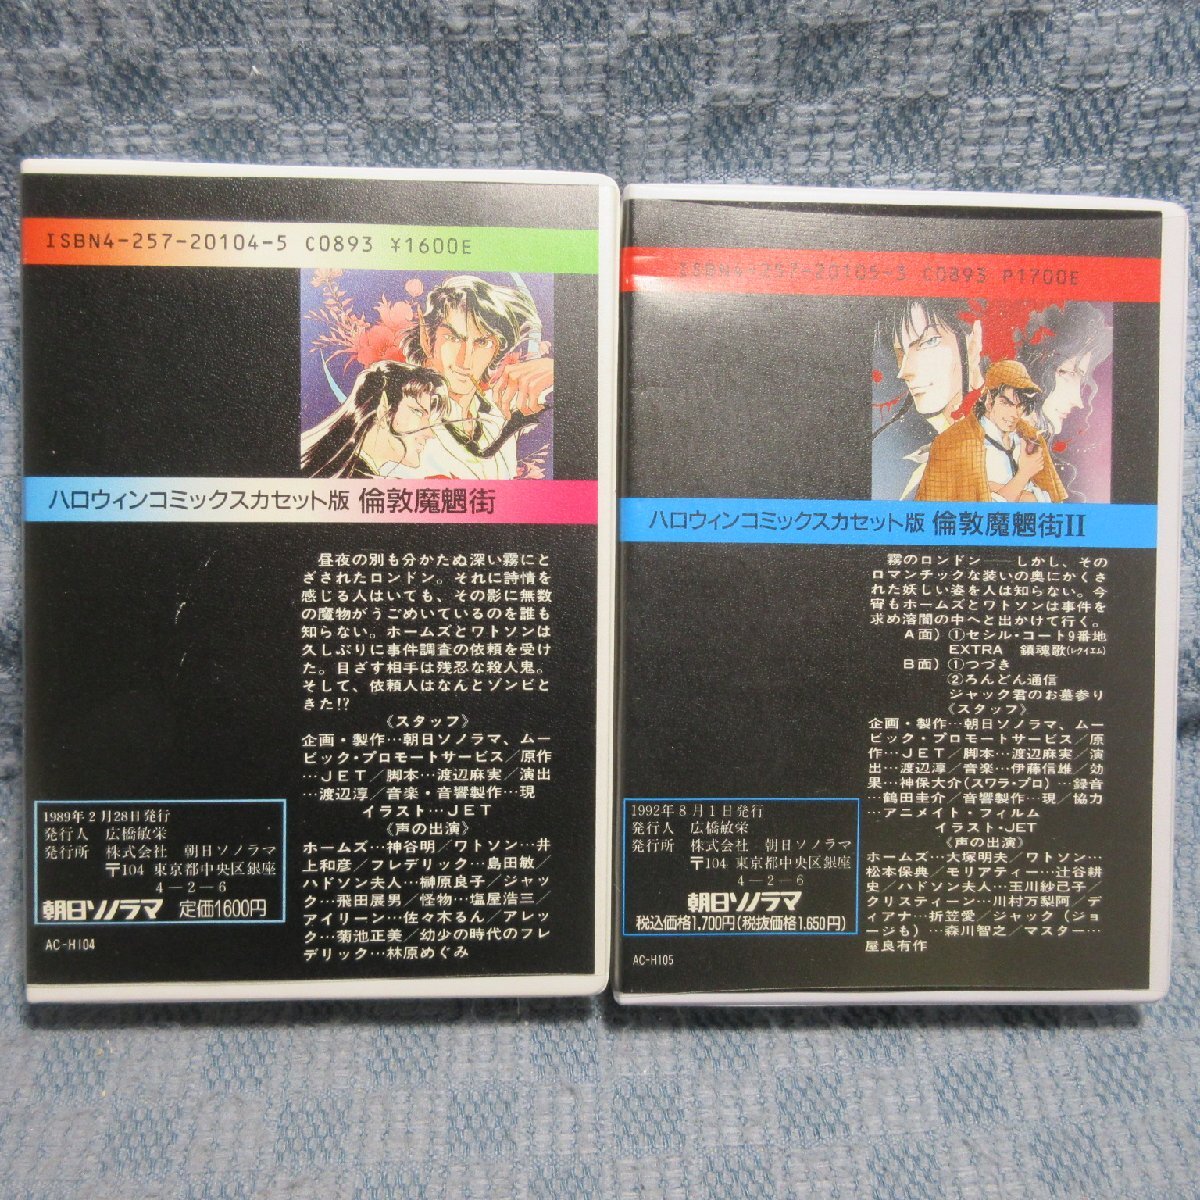 ISBN4-257-20104-5 C0893 ¥1600E
ハロウィンコミックスカセット版 倫敦魔魍街
昼夜の別も分かたぬ深い霧にと
ざされたロンドン。それに詩情を
感じる人はいても、その影に無数
の魔物がうごめいているのを誰も
知らない。ホームズとワトソンは
久しぶりに事件調査の依頼を受け
た。目ざす相手は残忍な殺人鬼。
そして、依頼人はなんとゾンビと
きた!?
《スタッフ》
企画・製作…朝日ソノラマ、ムー
ビック・プロモートサービス／原作
…JET／脚本…渡辺麻実／演出
…渡辺淳／音楽・音響製作…現
イラスト…JET
《声の出演》
ホームズ…神谷明／ワトソン…井
上和彦／フレデリック…島田敏／
ハドソン夫人…榊原良子／ジャッ
ク…飛田展男／怪物…塩屋浩三／
アイリーン…佐々木るん／アレッ
ク…菊池正美／幼少の時代のフレ
デリック…林原めぐみ
1989年2月28日発行
発行人 広橋敏栄
発行所 株式会社 朝日ソノラマ
〒104 東京都中央区銀座
4－2－6
朝日ソノラマ 定価1600円
AC-H104
ISBN4-257-20105-3 C0893 P1700E
ハロウィンコミックスカセット版 倫敦魔魍街II
霧のロンドン――しかし、その
ロマンチックな装いの奥にかくさ
れた妖しい姿を人は知らない。今
宵もホームズとワトソンは事件を
求め溶闇の中へと出かけて行く。
A面）①セシル・コート9番地
EXTRA 鎮魂歌(レクイエム)
B面）①つづき
②ろんどん通信
ジャック君のお墓参り
《スタッフ》
企画・製作…朝日ソノラマ、ムー
ビック・プロモートサービス／原
作…JET／脚本…渡辺麻実／演
出…渡辺淳／音楽…伊藤信雄／効
果…神保大介(スワラ・プロ)…録音
…鶴田圭介／音響製作…現／協力
…アニメイト・フィルム
イラスト・JET
《声の出演》
ホームズ…大塚明夫／ワトソン…
松本保典／モリアティー…辻谷耕
史／ハドソン夫人…玉川紗己子／
クリスティーン…川村万梨阿／デ
ィアナ…折笠愛／ジャック（ジョ
ージも）…森川智之／マスター…
屋良有作
1992年8月1日発行
発行人 広橋敏栄
発行所 株式会社 朝日ソノラマ
〒104 東京都中央区銀座
4－2－6
朝日ソノラマ
税込価格1,700円(税抜価格1,650円)
AC-H105